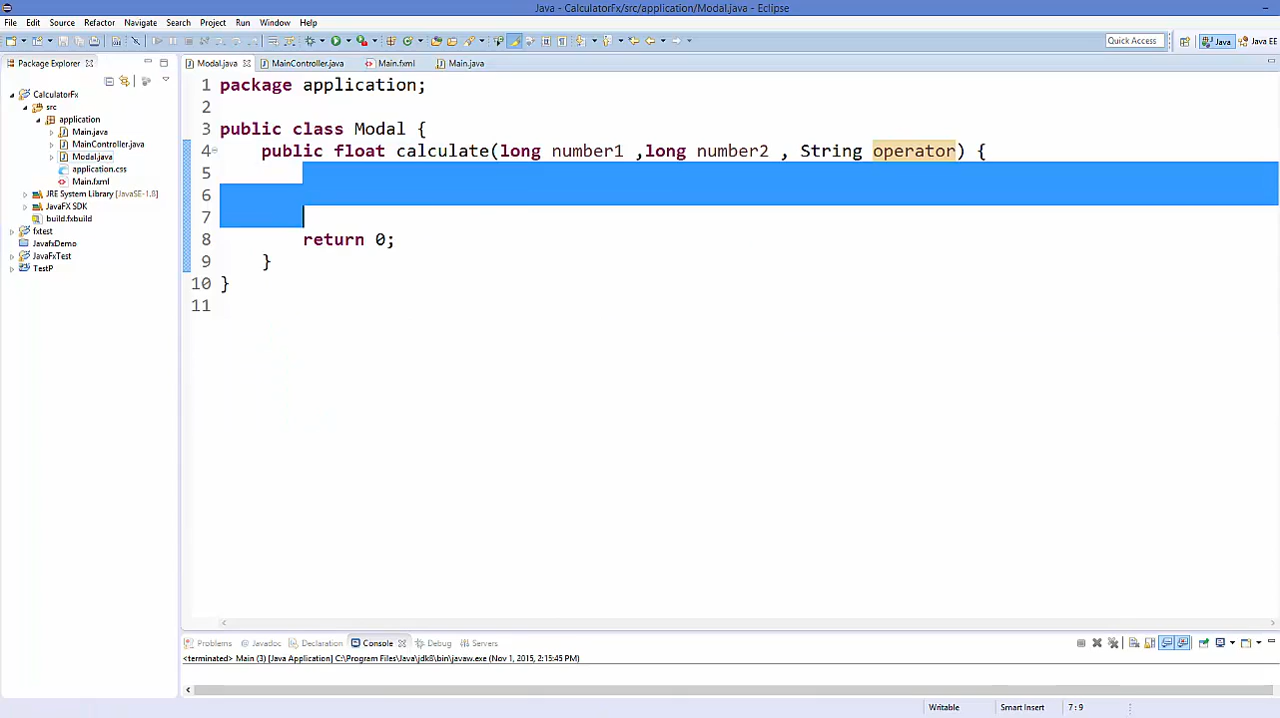 Java - CalculatorFx/src/application/Modal.java - Eclipse
File Edit Source Refactor Navigate Search Project Run Window Help
Quick Access Java Java EE
Package Explorer
CalculatorFx
src
application
Main.java
MainController.java
Modal.java
application.css
Main.fxml
JRE System Library [JavaSE-1.8]
JavaFX SDK
build.fxbuild
fxtest
JavafxDemo
JavaFxTest
TestP
Modal.java MainController.java Main.fxml Main.java
1 package application;
2
3 public class Modal {
4 public float calculate(long number1 ,long number2 , String operator) {
5
6
7
8 return 0;
9 }
10 }
11
Problems Javadoc Declaration Console Debug Servers
<terminated> Main (3) [Java Application] C:\Program Files\Java\jdk8\bin\javaw.exe (Nov 1, 2015, 2:15:45 PM)
Writable Smart Insert 7 : 9